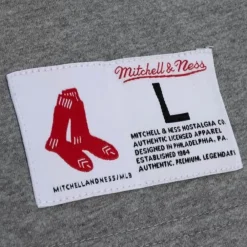 Mitchell & Ness
L
MITCHELL & NESS NOSTALGIA CO.
AUTHENTIC LICENSED APPAREL
DESIGNED IN PHILADELPHIA, PA.
ESTABLISHED 1904
AUTHENTIC. PREMIUM. LEGENDARY
MITCHELLANDNESS/MLB